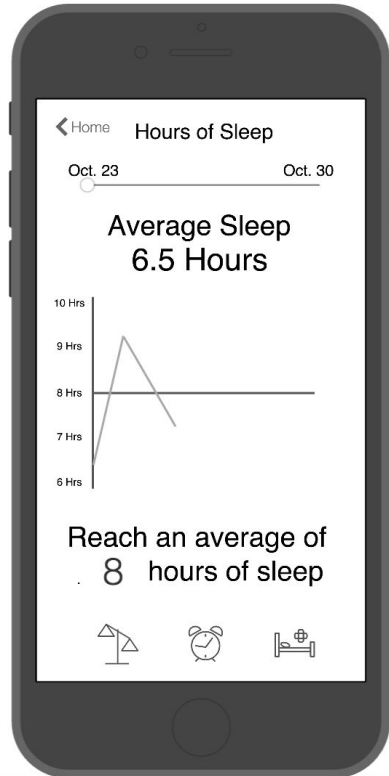 Home
Hours of Sleep
Oct. 23
Oct. 30
Average Sleep
6.5 Hours
10 Hrs
9 Hrs
8 Hrs
7 Hrs
6 Hrs
Reach an average of
8 hours of sleep